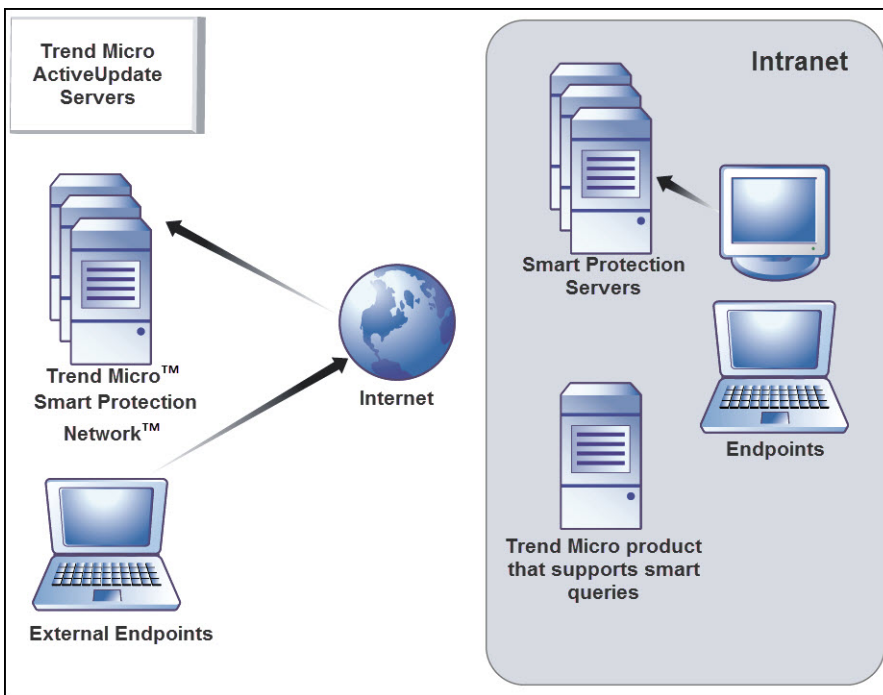 Trend Micro
ActiveUpdate
Servers
Intranet
Smart Protection
Servers
Trend Micro™
Smart Protection
Network™
Internet
Endpoints
Trend Micro product
that supports smart
queries
External Endpoints